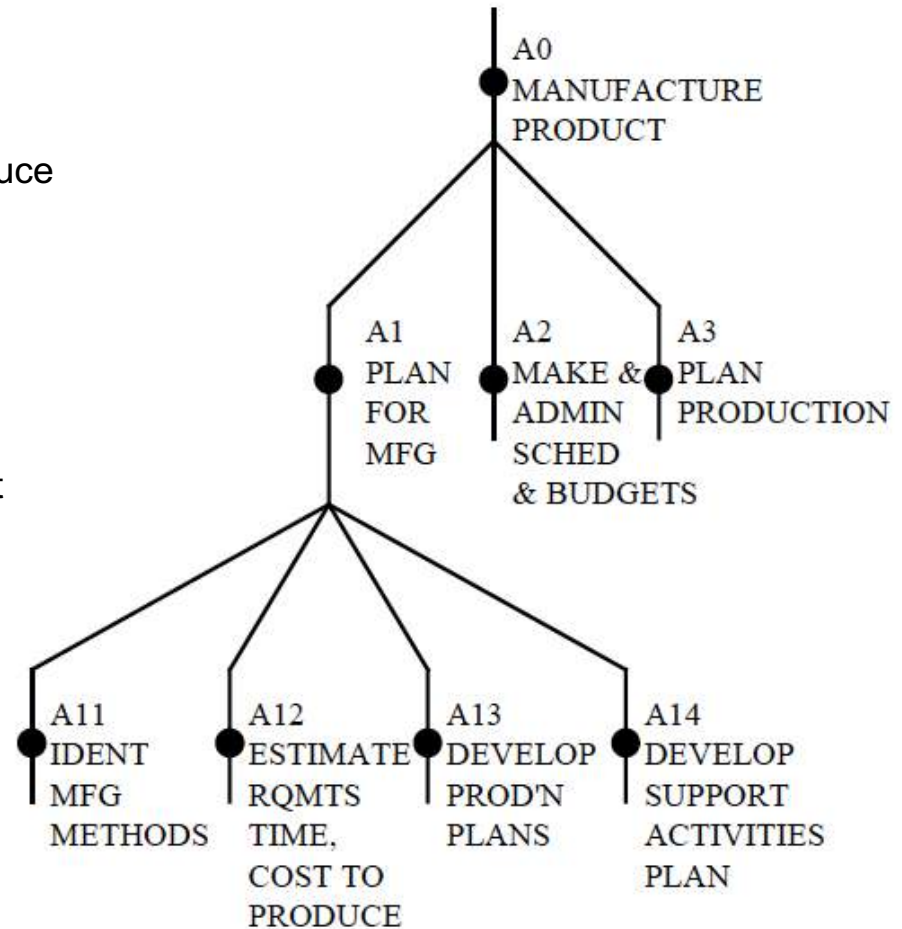 A0
MANUFACTURE
PRODUCT
uce
A1
PLAN
FOR
MFG
A2
MAKE &
ADMIN
SCHED
& BUDGETS
A3
PLAN
PRODUCTION
t
A11
IDENT
MFG
METHODS
A12
ESTIMATE
RQMTS
TIME,
COST TO
PRODUCE
A13
DEVELOP
PROD'N
PLANS
A14
DEVELOP
SUPPORT
ACTIVITIES
PLAN